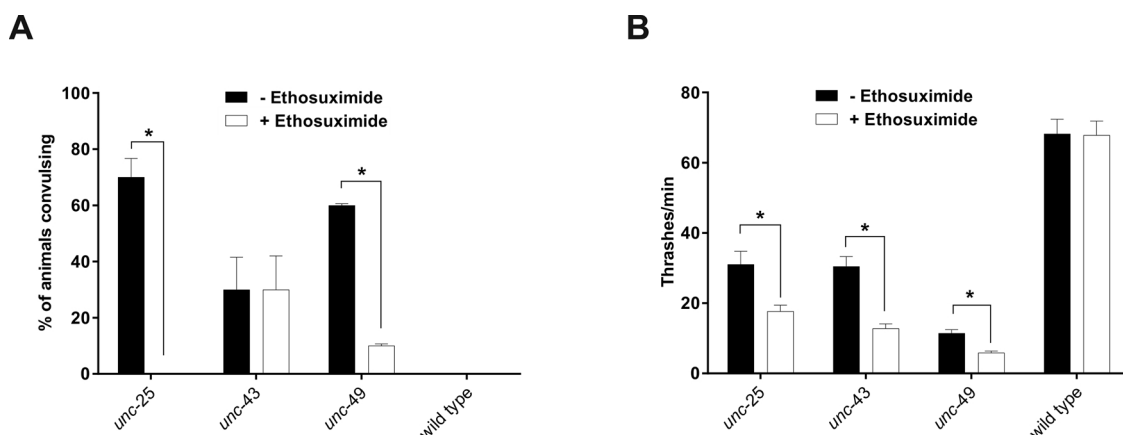 A
% of animals convulsing
100
80
60
40
20
0
- Ethosuximide
+ Ethosuximide
*
*
unc-25
unc-43
unc-49
wild type
B
Thrashes/min
80
60
40
20
0
- Ethosuximide
+ Ethosuximide
*
*
*
unc-25
unc-43
unc-49
wild type